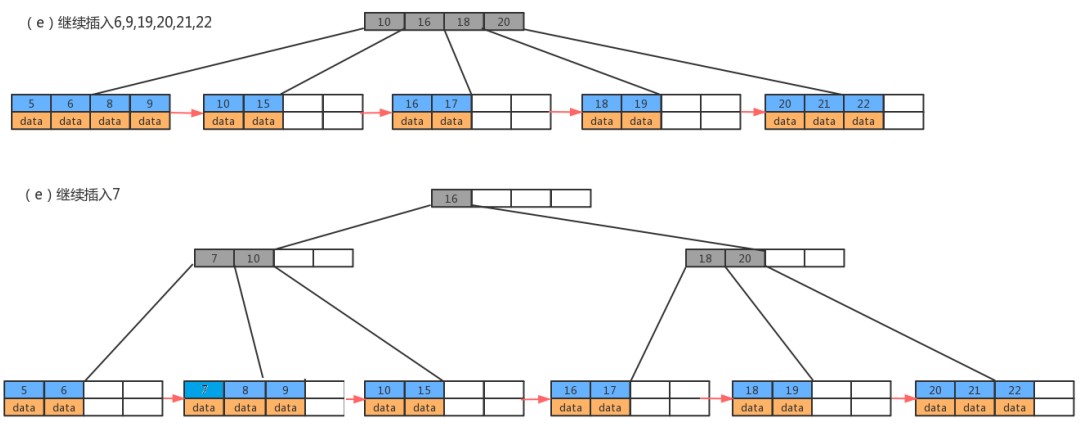 （e）继续插入6,9,19,20,21,22
10 16 18 20
5 6 8 9 10 15 16 17 18 19 20 21 22
data data data data data data data data data data data data data
（e）继续插入7
16
7 10 18 20
5 6 7 8 9 10 15 16 17 18 19 20 21 22
data data data data data data data data data data data data data data